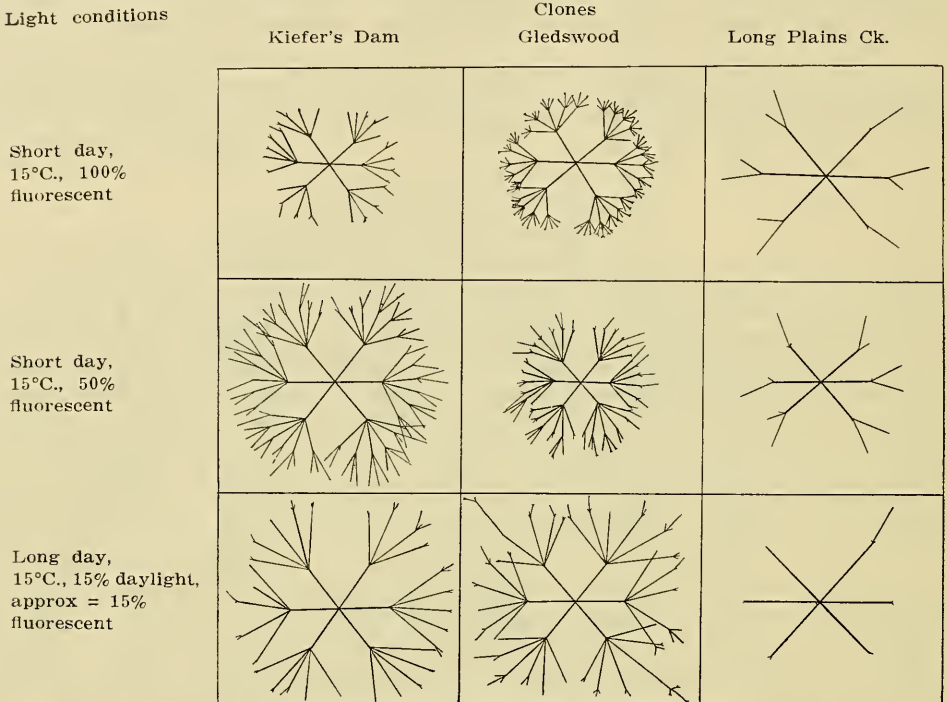 Light conditions
Clones
Kiefer's Dam
Gledswood
Long Plains Ck.
Short day,
15°C., 100%
fluorescent
Short day,
15°C., 50%
fluorescent
Long day,
15°C., 15% daylight,
approx = 15%
fluorescent